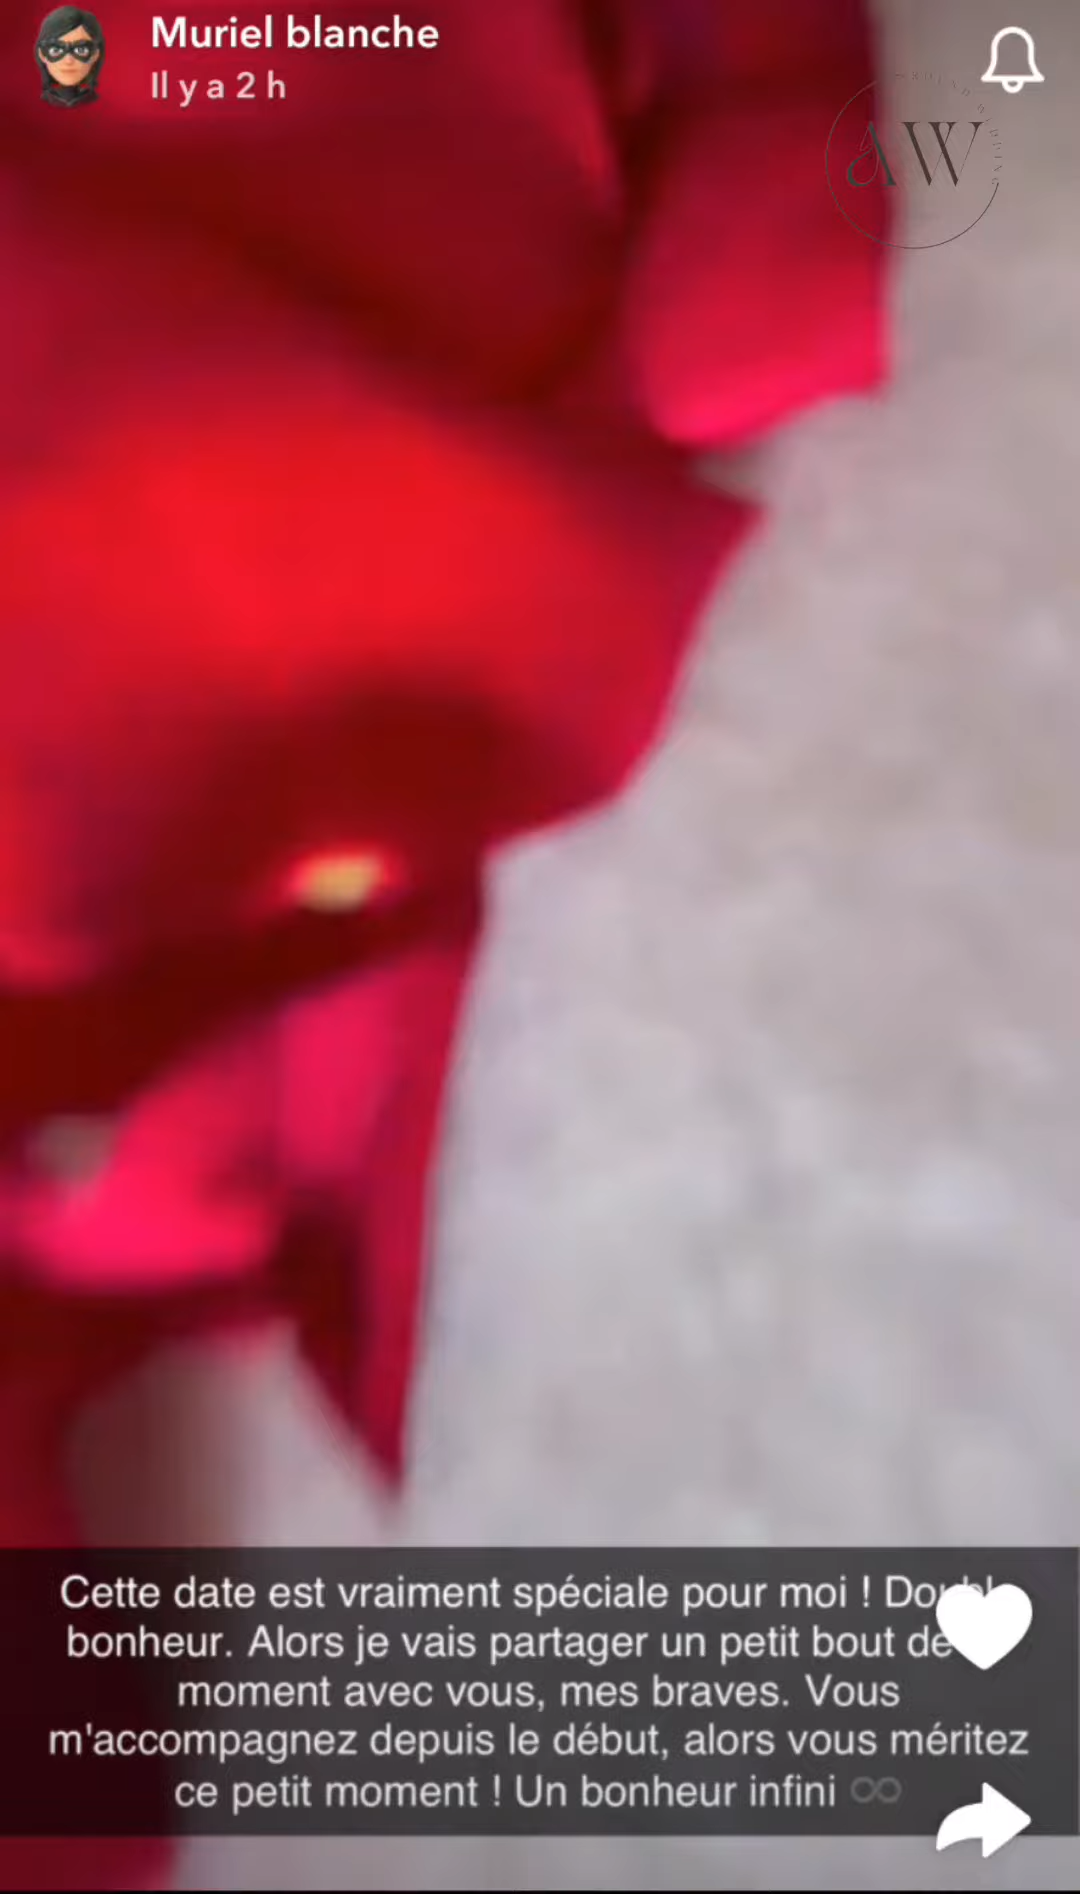 Muriel blanche
Il y a 2 h
AW
Cette date est vraiment spéciale pour moi !
bonheur. Alors je vais partager un petit bout de
moment avec vous, mes braves. Vous
m'accompagnez depuis le début, alors vous méritez
ce petit moment ! Un bonheur infini ∞